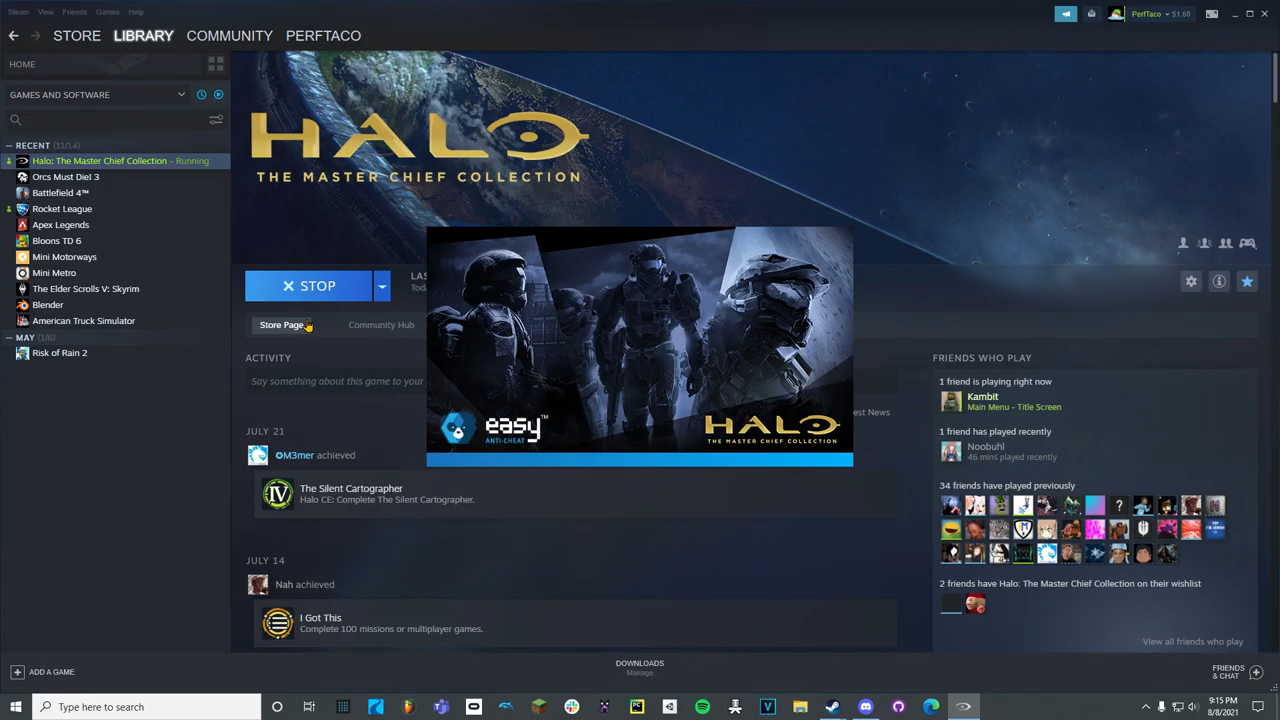 Steam View Friends Games Help
PerfTaco $1.60
STORE LIBRARY COMMUNITY PERFTACO
HOME
GAMES AND SOFTWARE
RECENT (11/14)
Halo: The Master Chief Collection - Running
Orcs Must Die! 3
Battlefield 4™
Rocket League
Apex Legends
Bloons TD 6
Mini Motorways
Mini Metro
The Elder Scrolls V: Skyrim
Blender
American Truck Simulator
MAY (1/6)
Risk of Rain 2
HALO
THE MASTER CHIEF COLLECTION
STOP
Store Page
Community Hub
easy™
ANTI-CHEAT
HALO
THE MASTER CHIEF COLLECTION
ACTIVITY
Say something about this game to your
News
JULY 21
M3mer achieved
IV
The Silent Cartographer
Halo CE: Complete The Silent Cartographer.
JULY 14
Nah achieved
I Got This
Complete 100 missions or multiplayer games.
FRIENDS WHO PLAY
1 friend is playing right now
Kambit
Main Menu - Title Screen
1 friend has played recently
Noobuhl
46 mins played recently
34 friends have played previously
?
2 friends have Halo: The Master Chief Collection on their wishlist
View all friends who play
ADD A GAME
DOWNLOADS
Manage
FRIENDS
& CHAT
Type here to search
9:15 PM
8/8/2021